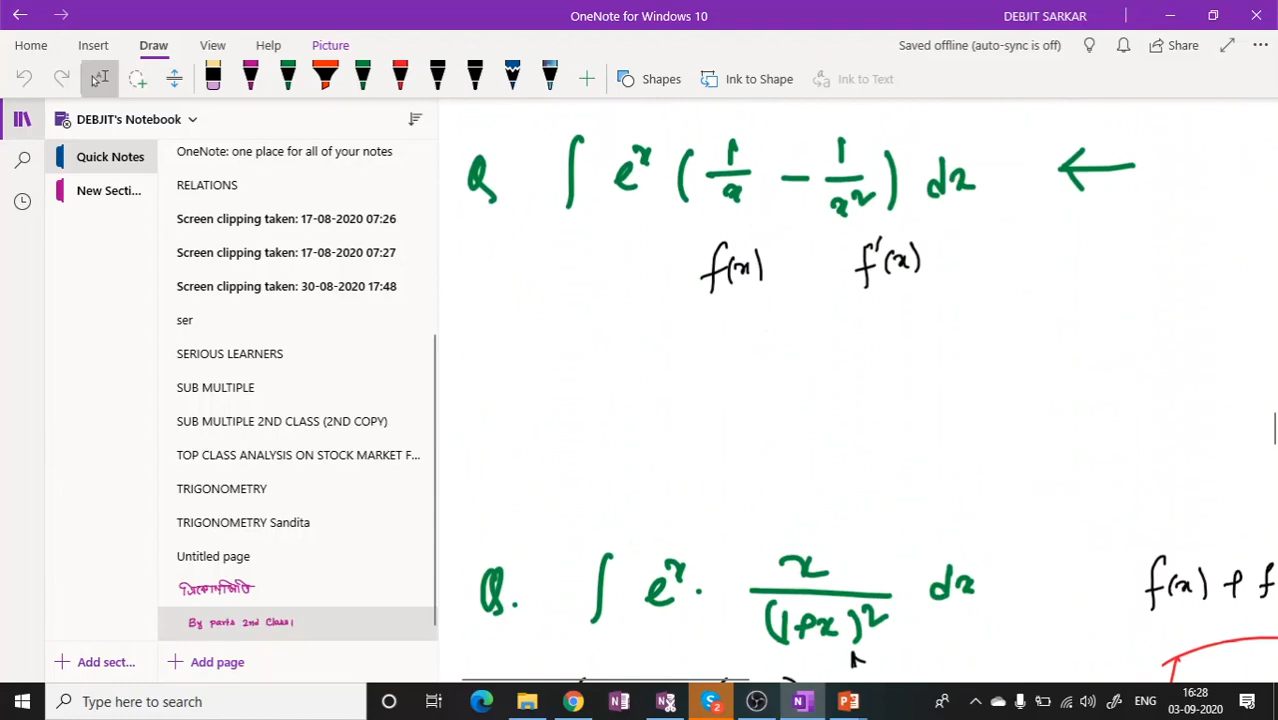 OneNote for Windows 10
DEBJIT SARKAR
Home Insert Draw View Help Picture
Saved offline (auto-sync is off)
Share
Shapes
Ink to Shape
Ink to Text
DEBJIT's Notebook
Quick Notes
New Secti...
OneNote: one place for all of your notes
RELATIONS
Screen clipping taken: 17-08-2020 07:26
Screen clipping taken: 17-08-2020 07:27
Screen clipping taken: 30-08-2020 17:48
ser
SERIOUS LEARNERS
SUB MULTIPLE
SUB MULTIPLE 2ND CLASS (2ND COPY)
TOP CLASS ANALYSIS ON STOCK MARKET F...
TRIGONOMETRY
TRIGONOMETRY Sandita
Untitled page
ত্রিকোণমিতি
By parts 2nd Class1
+ Add sect...
+ Add page
Q ∫ e^x (1/x − 1/x²) dx ←
f(x) f'(x)
Q. ∫ e^x · x/(1+x)² dx
f(x) + f
Type here to search
2
ENG
16:28
03-09-2020